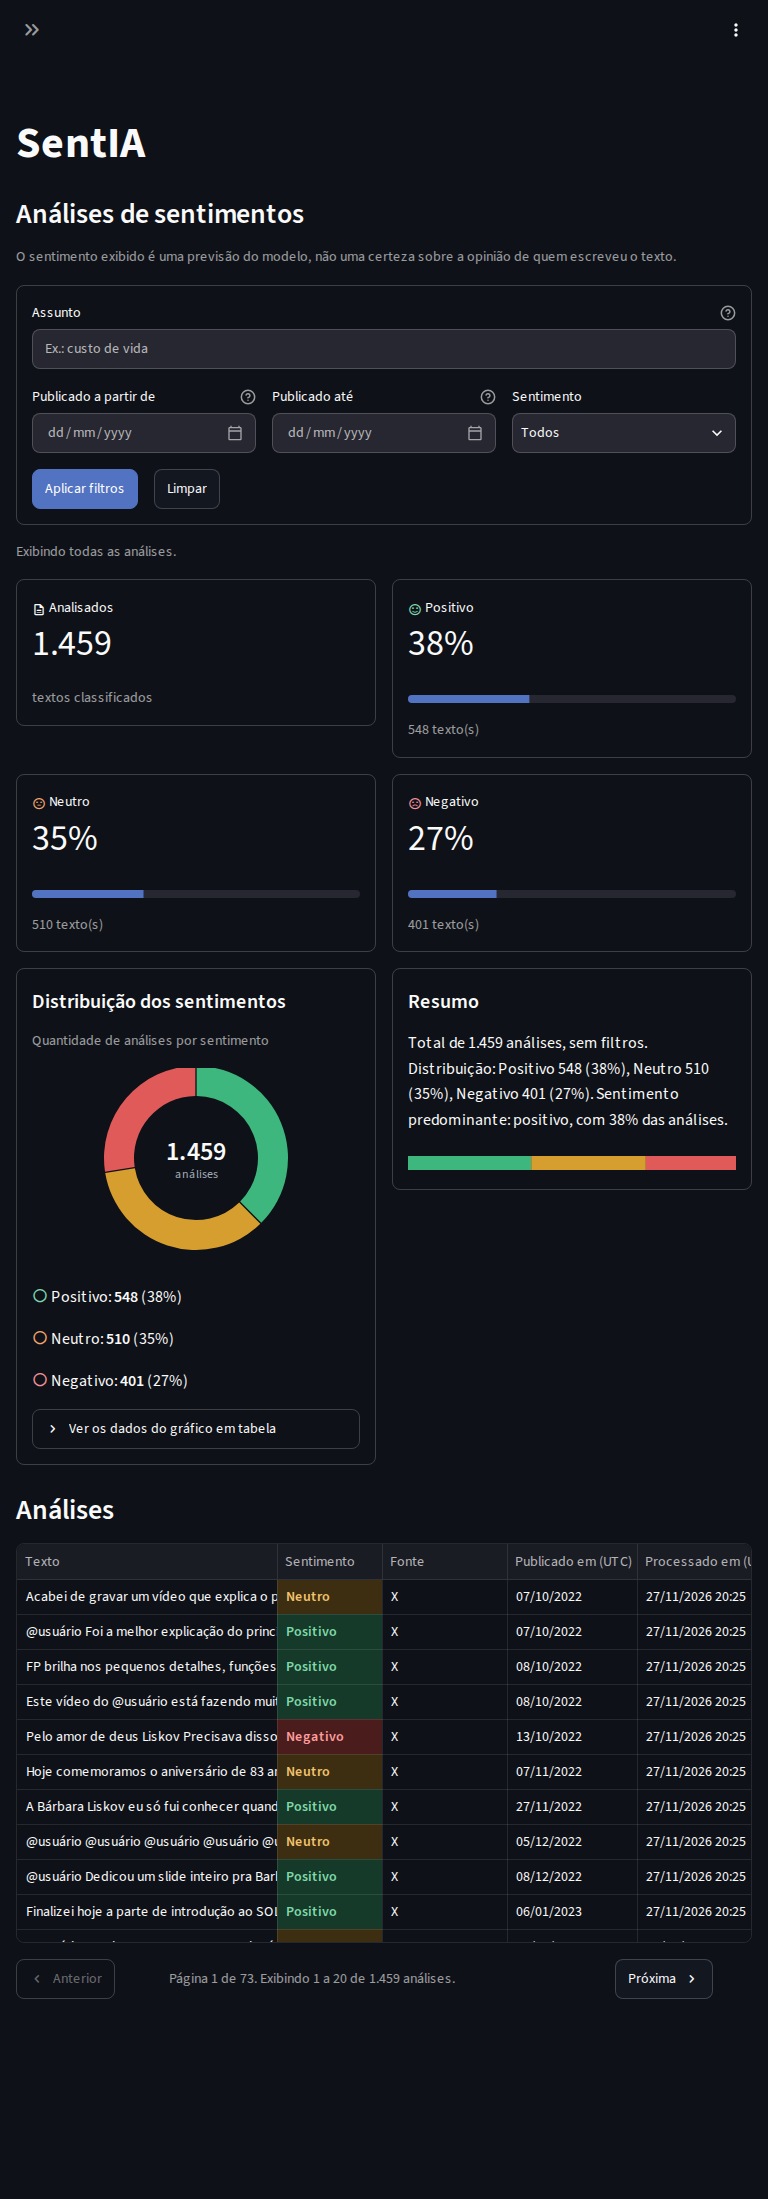 SentIA
Análises de sentimentos
O sentimento exibido é uma previsão do modelo, não uma certeza sobre a opinião de quem escreveu o texto.
Assunto
Ex.: custo de vida
Publicado a partir de
Publicado até
Sentimento
dd/mm/yyyy
dd/mm/yyyy
Todos
Aplicar filtros
Limpar
Exibindo todas as análises.
Analisados
1.459
textos classificados
Positivo
38%
548 texto(s)
Neutro
35%
510 texto(s)
Negativo
27%
401 texto(s)
Distribuição dos sentimentos
Quantidade de análises por sentimento
1.459
análises
Positivo: 548 (38%)
Neutro: 510 (35%)
Negativo: 401 (27%)
Ver os dados do gráfico em tabela
Resumo
Total de 1.459 análises, sem filtros.
Distribuição: Positivo 548 (38%), Neutro 510
(35%), Negativo 401 (27%). Sentimento
predominante: positivo, com 38% das análises.
Análises
Texto Sentimento Fonte Publicado em (UTC) Processado em
Acabei de gravar um vídeo que explica o Neutro X 07/10/2022 27/11/2026 20:25
@usuário Foi a melhor explicação do Positivo X 07/10/2022 27/11/2026 20:25
FP brilha nos pequenos detalhes, funções Positivo X 08/10/2022 27/11/2026 20:25
Este vídeo do @usuário está fazendo Positivo X 08/10/2022 27/11/2026 20:25
Pelo amor de deus Liskov Precisava disso Negativo X 13/10/2022 27/11/2026 20:25
Hoje comemoramos o aniversário de 83 Neutro X 07/11/2022 27/11/2026 20:25
A Bárbara Liskov eu só fui conhecer Positivo X 27/11/2022 27/11/2026 20:25
@usuário @usuário @usuário @usuário Neutro X 05/12/2022 27/11/2026 20:25
@usuário Dedicou um slide inteiro pra Positivo X 08/12/2022 27/11/2026 20:25
Finalizei hoje a parte de introdução ao Positivo X 06/01/2023 27/11/2026 20:25
Anterior
Página 1 de 73. Exibindo 1 a 20 de 1.459 análises.
Próxima